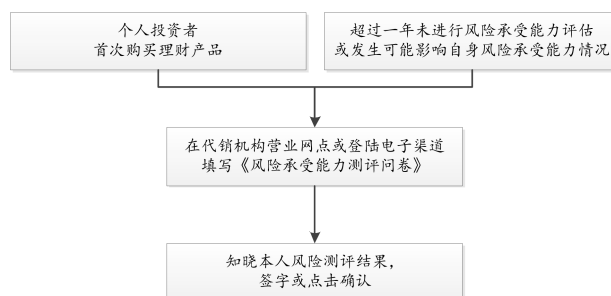 个人投资者
首次购买理财产品
超过一年未进行风险承受能力评估
或发生可能影响自身风险承受能力情况
在代销机构营业网点或登陆电子渠道
填写《风险承受能力测评问卷》
知晓本人风险测评结果，
签字或点击确认